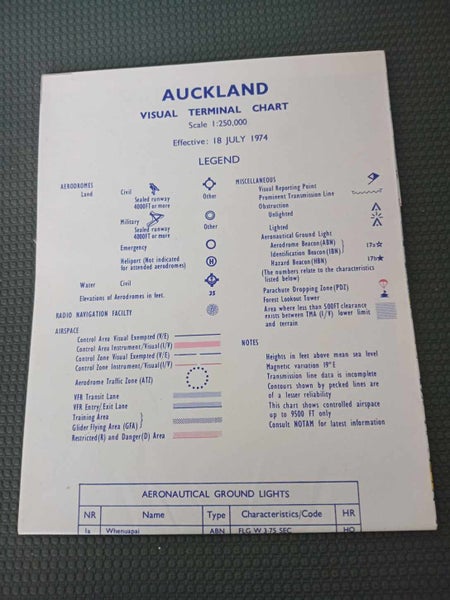 AUCKLAND
VISUAL TERMINAL CHART
Scale 1:250,000
Effective: 18 JULY 1974
LEGEND
AERODROMES
Land
Civil
Sealed runway
4000FT or more
Other
Military
Sealed runway
4000FT or more
Other
Emergency
Heliport (Not indicated
for attended aerodromes)
H
Water
Civil
Elevations of Aerodromes in feet.
35
RADIO NAVIGATION FACILITY
AIRSPACE
Control Area Visual Exempted (V/E)
Control Area Instrument/Visual (I/V)
Control Zone Visual Exempted (V/E)
Control Zone Instrument/Visual (I/V)
Aerodrome Traffic Zone (ATZ)
VFR Transit Lane
VFR Entry/Exit Lane
Training Area
Glider Flying Area (GFA)
Restricted(R) and Danger(D) Area
MISCELLANEOUS
Visual Reporting Point
Prominent Transmission Line
Obstruction
Unlighted
Lighted
Aeronautical Ground Light
Aerodrome Beacon (ABN)
Identification Beacon (IBN)
17a
Hazard Beacon (HBN)
17b
(The numbers relate to the characteristics
listed below)
Parachute Dropping Zone (PDZ)
Forest Lookout Tower
Area where less than 500FT clearance
exists between TMA (I/V) lower limit
and terrain
NOTES
Heights in feet above mean sea level
Magnetic variation 19°E
Transmission line data is incomplete
Contours shown by pecked lines are
of a lesser reliability
This chart shows controlled airspace
up to 9500 FT only
Consult NOTAM for latest information
AERONAUTICAL GROUND LIGHTS
NR Name Type Characteristics/Code HR
1a Whenuapai ABN FLG W 3·75 SEC HO